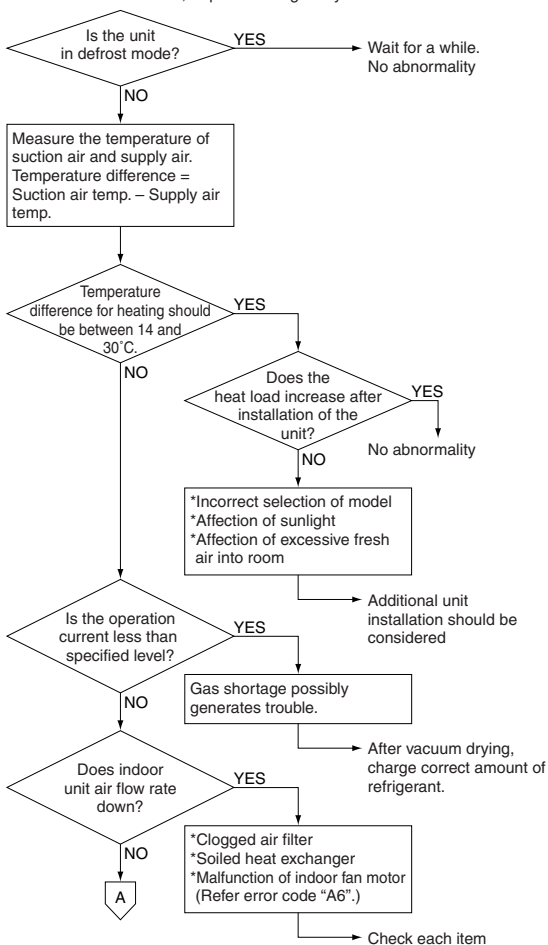 Is the unit
in defrost mode?
YES
Wait for a while.
No abnormality
NO
Measure the temperature of
suction air and supply air.
Temperature difference =
Suction air temp. – Supply air
temp.
Temperature
difference for heating should
be between 14 and
30˚C.
YES
NO
Does the
heat load increase after
installation of the
unit?
YES
No abnormality
NO
*Incorrect selection of model
*Affection of sunlight
*Affection of excessive fresh
air into room
Additional unit
installation should be
considered
Is the operation
current less than
specified level?
YES
NO
Gas shortage possibly
generates trouble.
After vacuum drying,
charge correct amount of
refrigerant.
Does indoor
unit air flow rate
down?
YES
NO
*Clogged air filter
*Soiled heat exchanger
*Malfunction of indoor fan motor
(Refer error code “A6”.)
A
Check each item